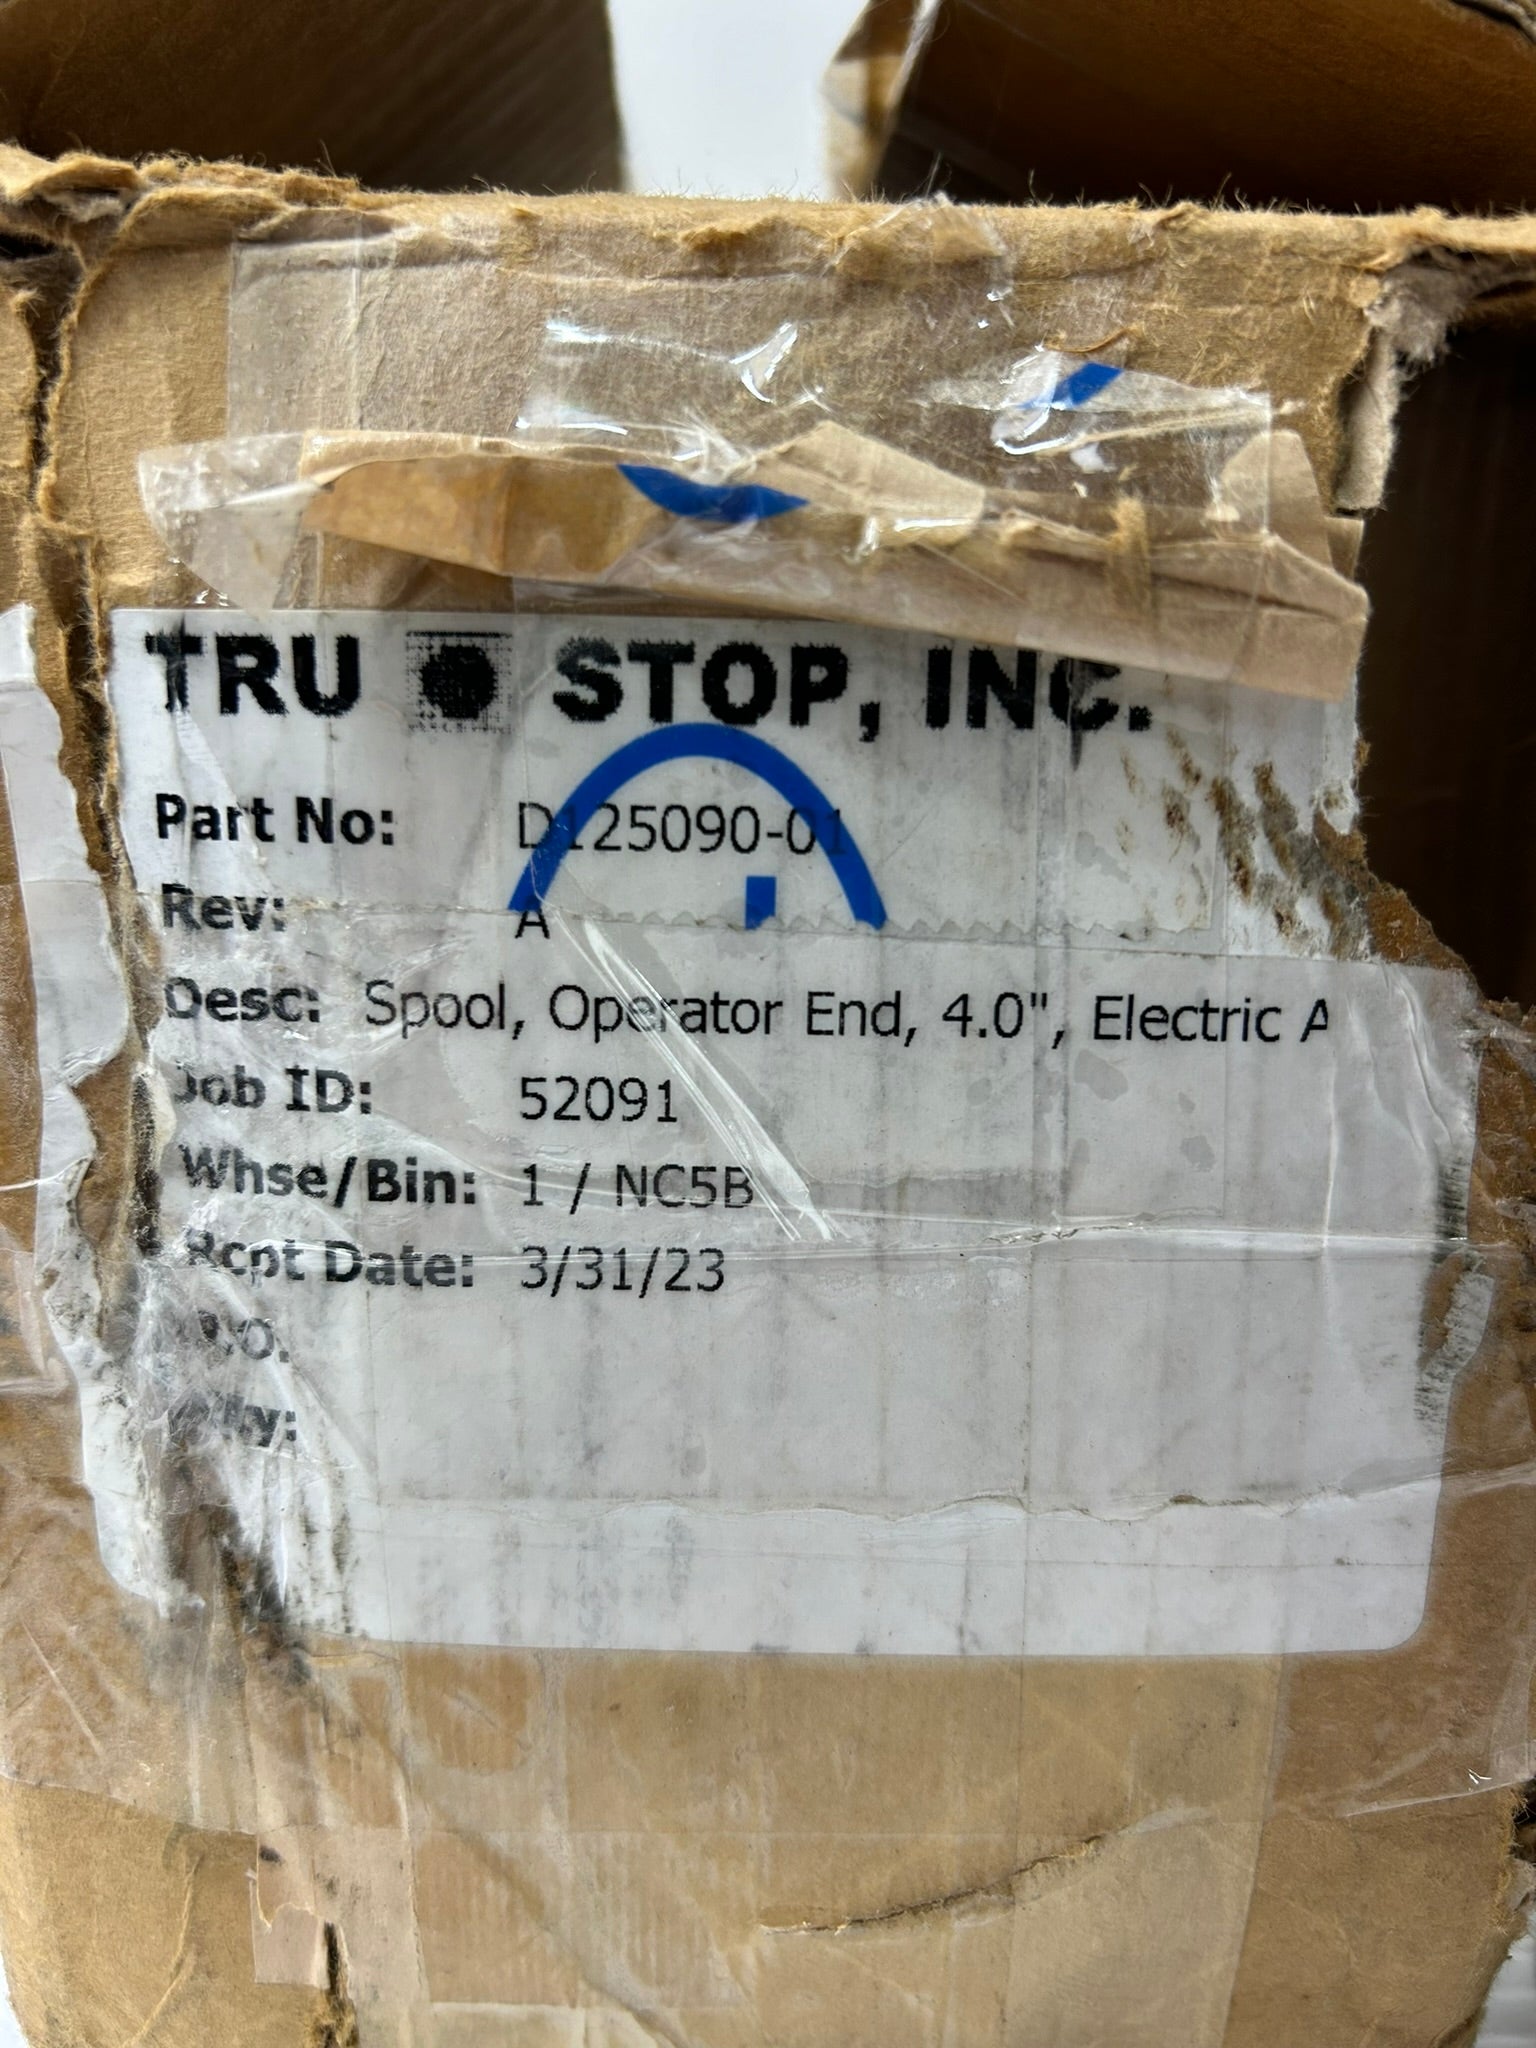 TRU STOP, INC.
Part No: D125090-01
Rev: A
Desc: Spool, Operator End, 4.0", Electric A
Job ID: 52091
Whse/Bin: 1 / NC5B
Rcpt Date: 3/31/23
P.O.